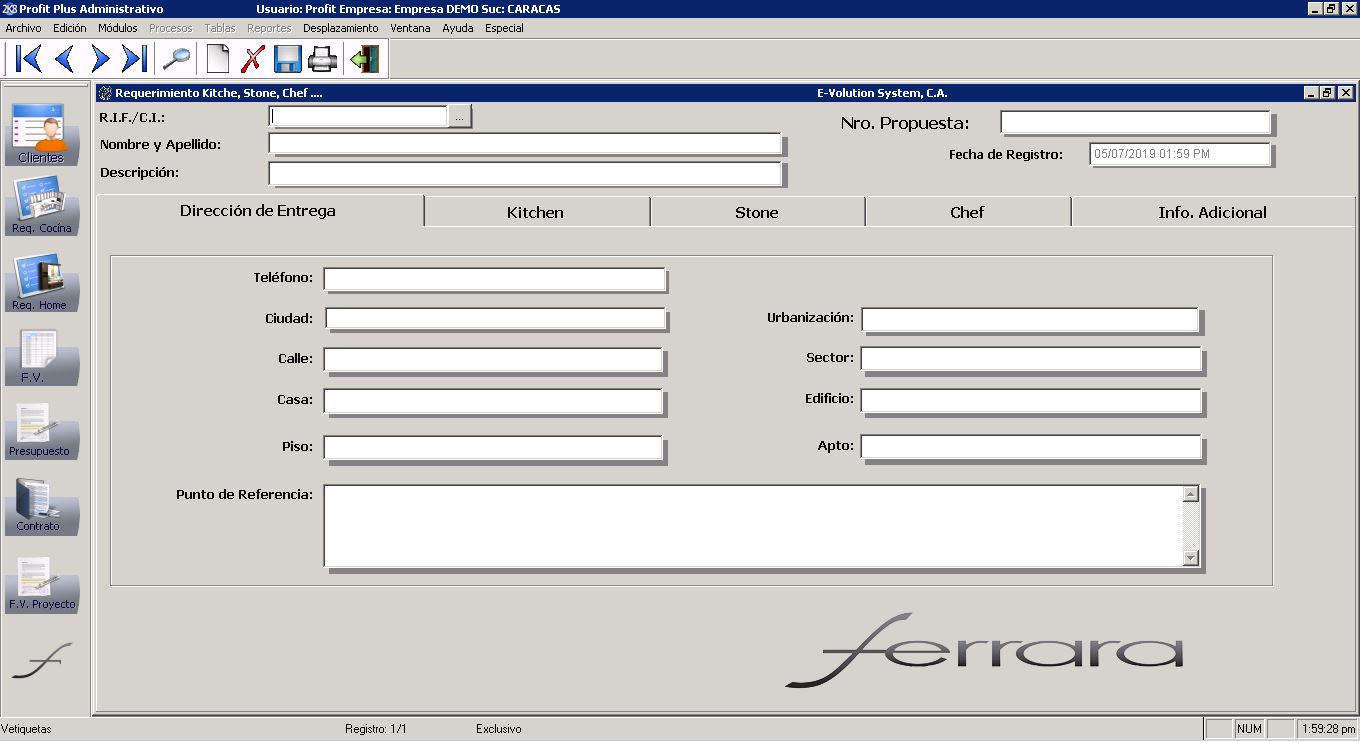 Profit Plus Administrativo Usuario: Profit Empresa: Empresa DEMO Suc: CARACAS
Archivo Edición Módulos Procesos Tablas Reportes Desplazamiento Ventana Ayuda Especial
Requerimiento Kitche, Stone, Chef .... E-Volution System, C.A.
R.I.F./C.I.: ... Nro. Propuesta:
Nombre y Apellido:
Fecha de Registro: 05/07/2019 01:59 PM
Descripción:
Dirección de Entrega Kitchen Stone Chef Info. Adicional
Teléfono:
Ciudad: Urbanización:
Calle: Sector:
Casa: Edificio:
Piso: Apto:
Punto de Referencia:
Clientes
Req. Cocina
Req. Home
F.V.
Presupuesto
Contrato
F.V. Proyecto
ferrara
Vetiquetas Registro: 1/1 Exclusivo NUM 1:59:28 pm